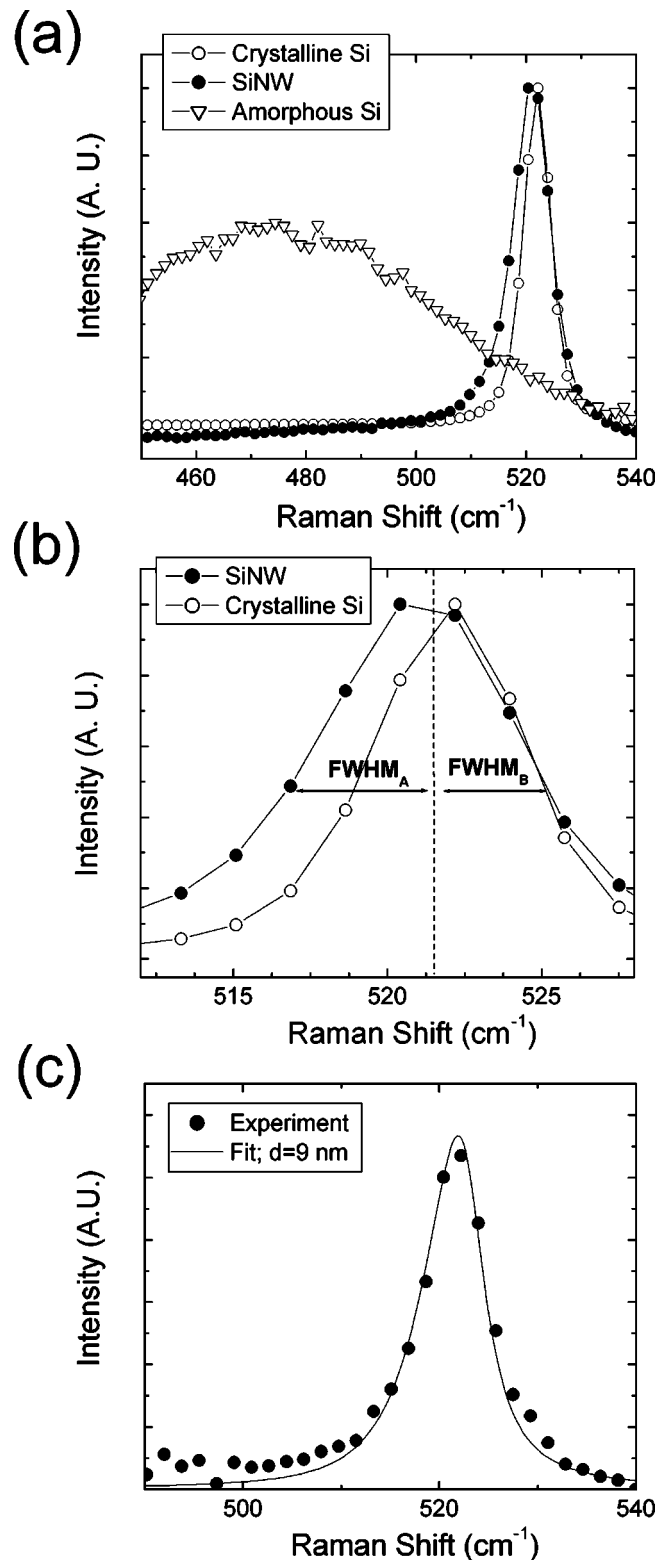 (a)
Crystalline Si
SiNW
Amorphous Si
Intensity (A. U.)
460 480 500 520 540
Raman Shift (cm⁻¹)
(b)
SiNW
Crystalline Si
FWHM_A FWHM_B
Intensity (A. U.)
515 520 525
Raman Shift (cm⁻¹)
(c)
Experiment
Fit; d=9 nm
Intensity (A.U.)
500 520 540
Raman Shift (cm⁻¹)